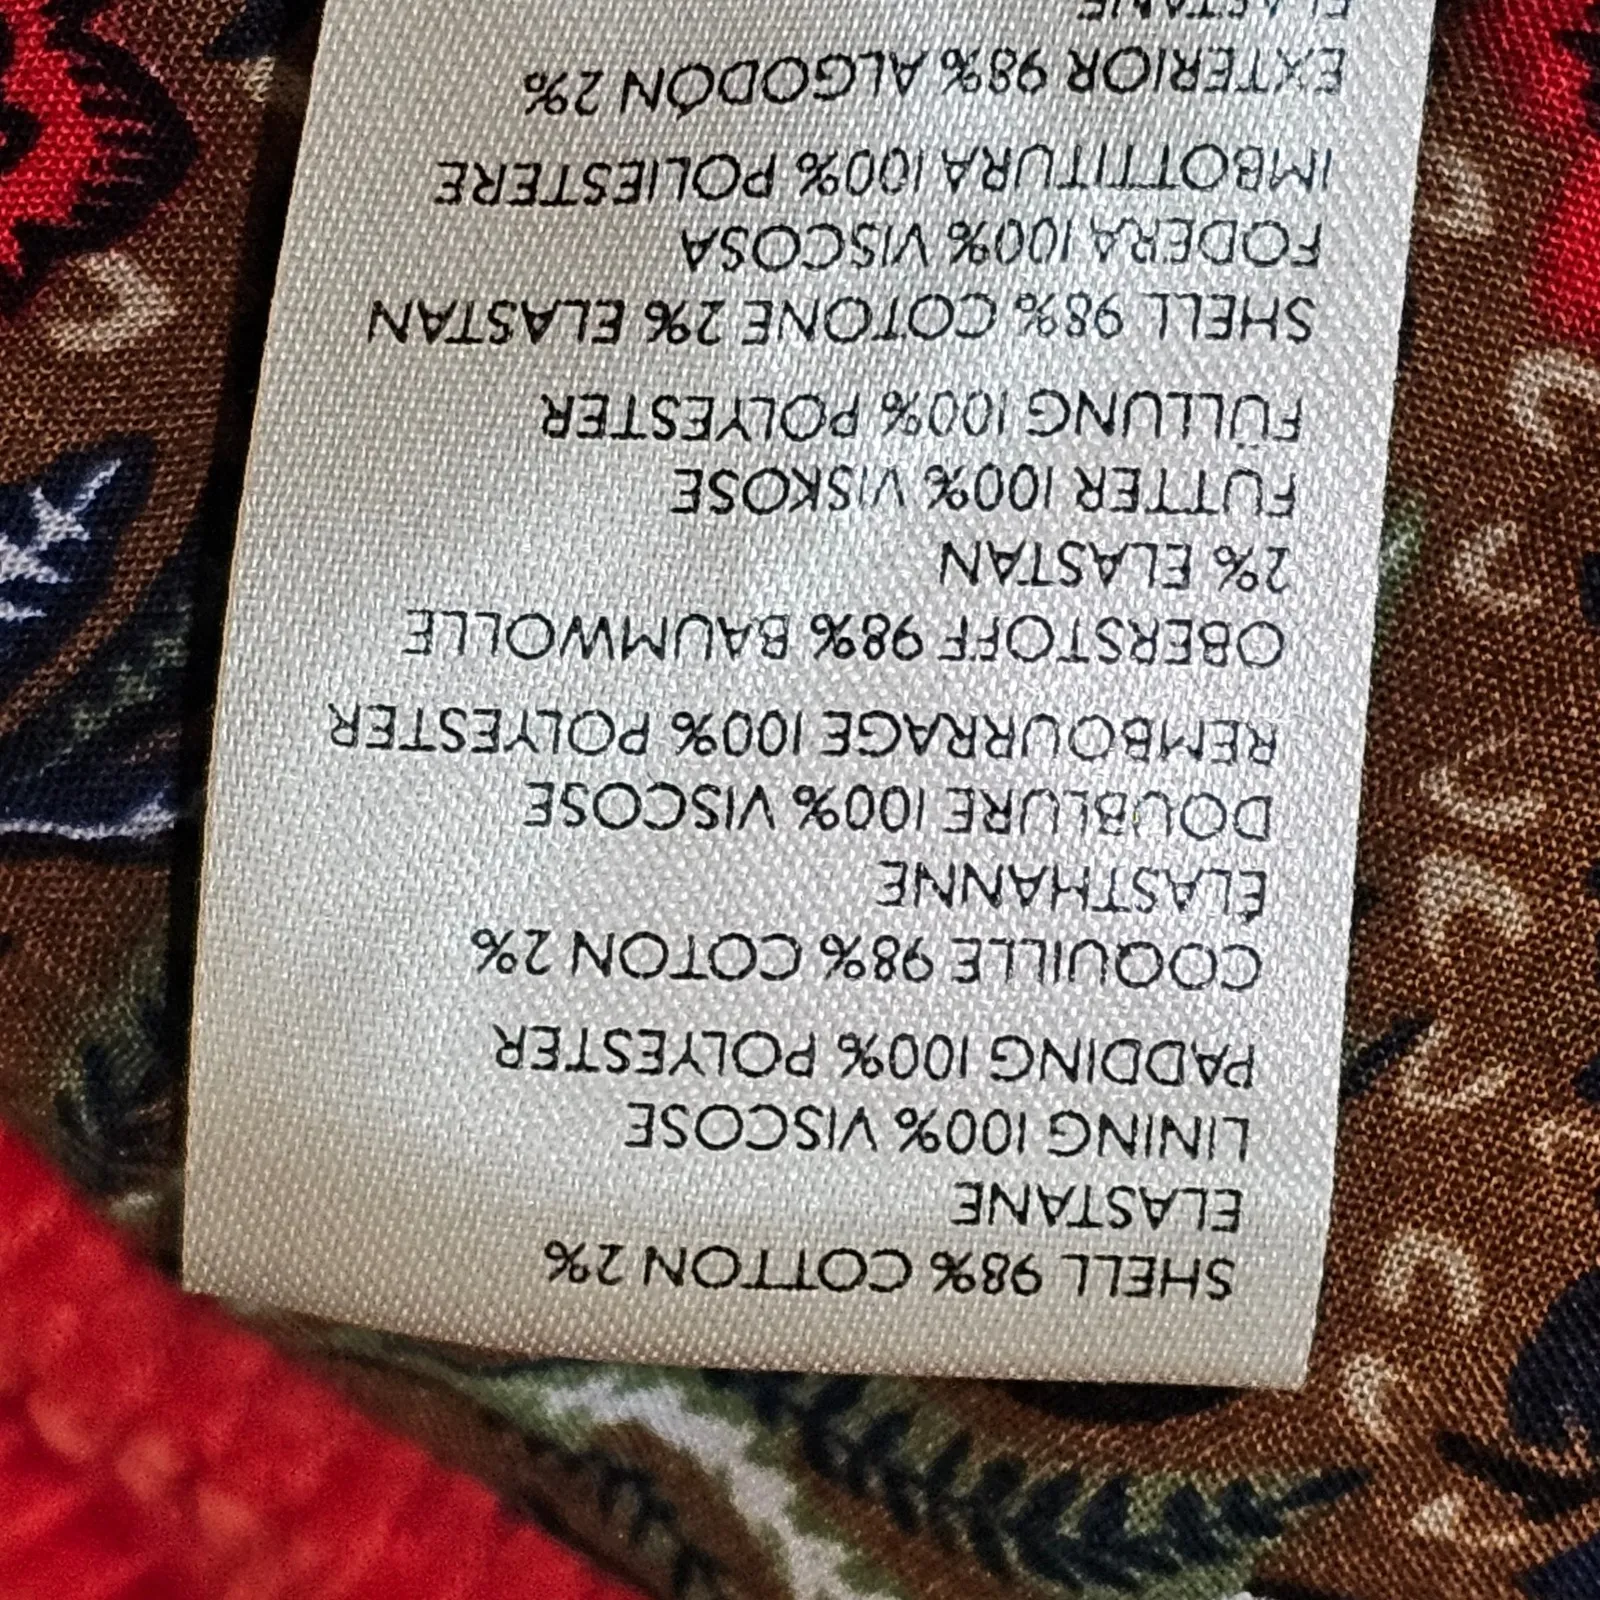 SHELL 98% COTTON 2%
ELASTANE
LINING 100% VISCOSE
PADDING 100% POLYESTER
COQUILLE 98% COTON 2%
ÉLASTHANNE
DOUBLURE 100% VISCOSE
REMBOURRAGE 100% POLYESTER
OBERSTOFF 98% BAUMWOLLE
2% ELASTAN
FUTTER 100% VISKOSE
FÜLLUNG 100% POLYESTER
SHELL 98% COTONE 2% ELASTAN
FODERA 100% VISCOSA
IMBOTTITURA 100% POLIESTERE
EXTERIOR 98% ALGODÓN 2%
ELASTANE